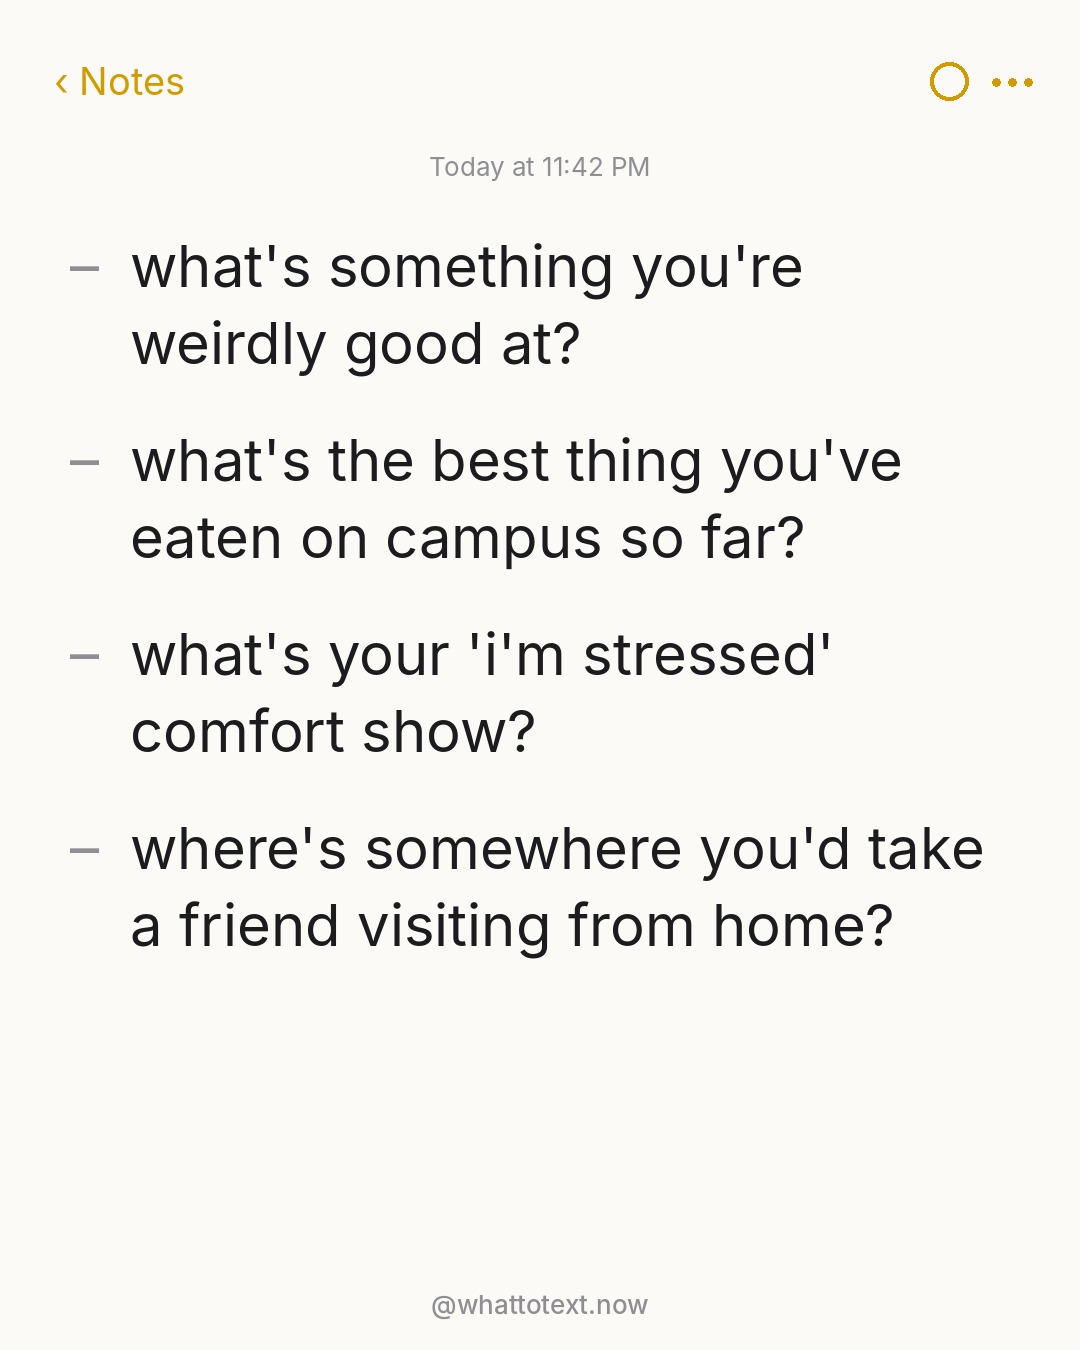 ‹ Notes
Today at 11:42 PM
– what's something you're
weirdly good at?
– what's the best thing you've
eaten on campus so far?
– what's your 'i'm stressed'
comfort show?
– where's somewhere you'd take
a friend visiting from home?
@whattotext.now